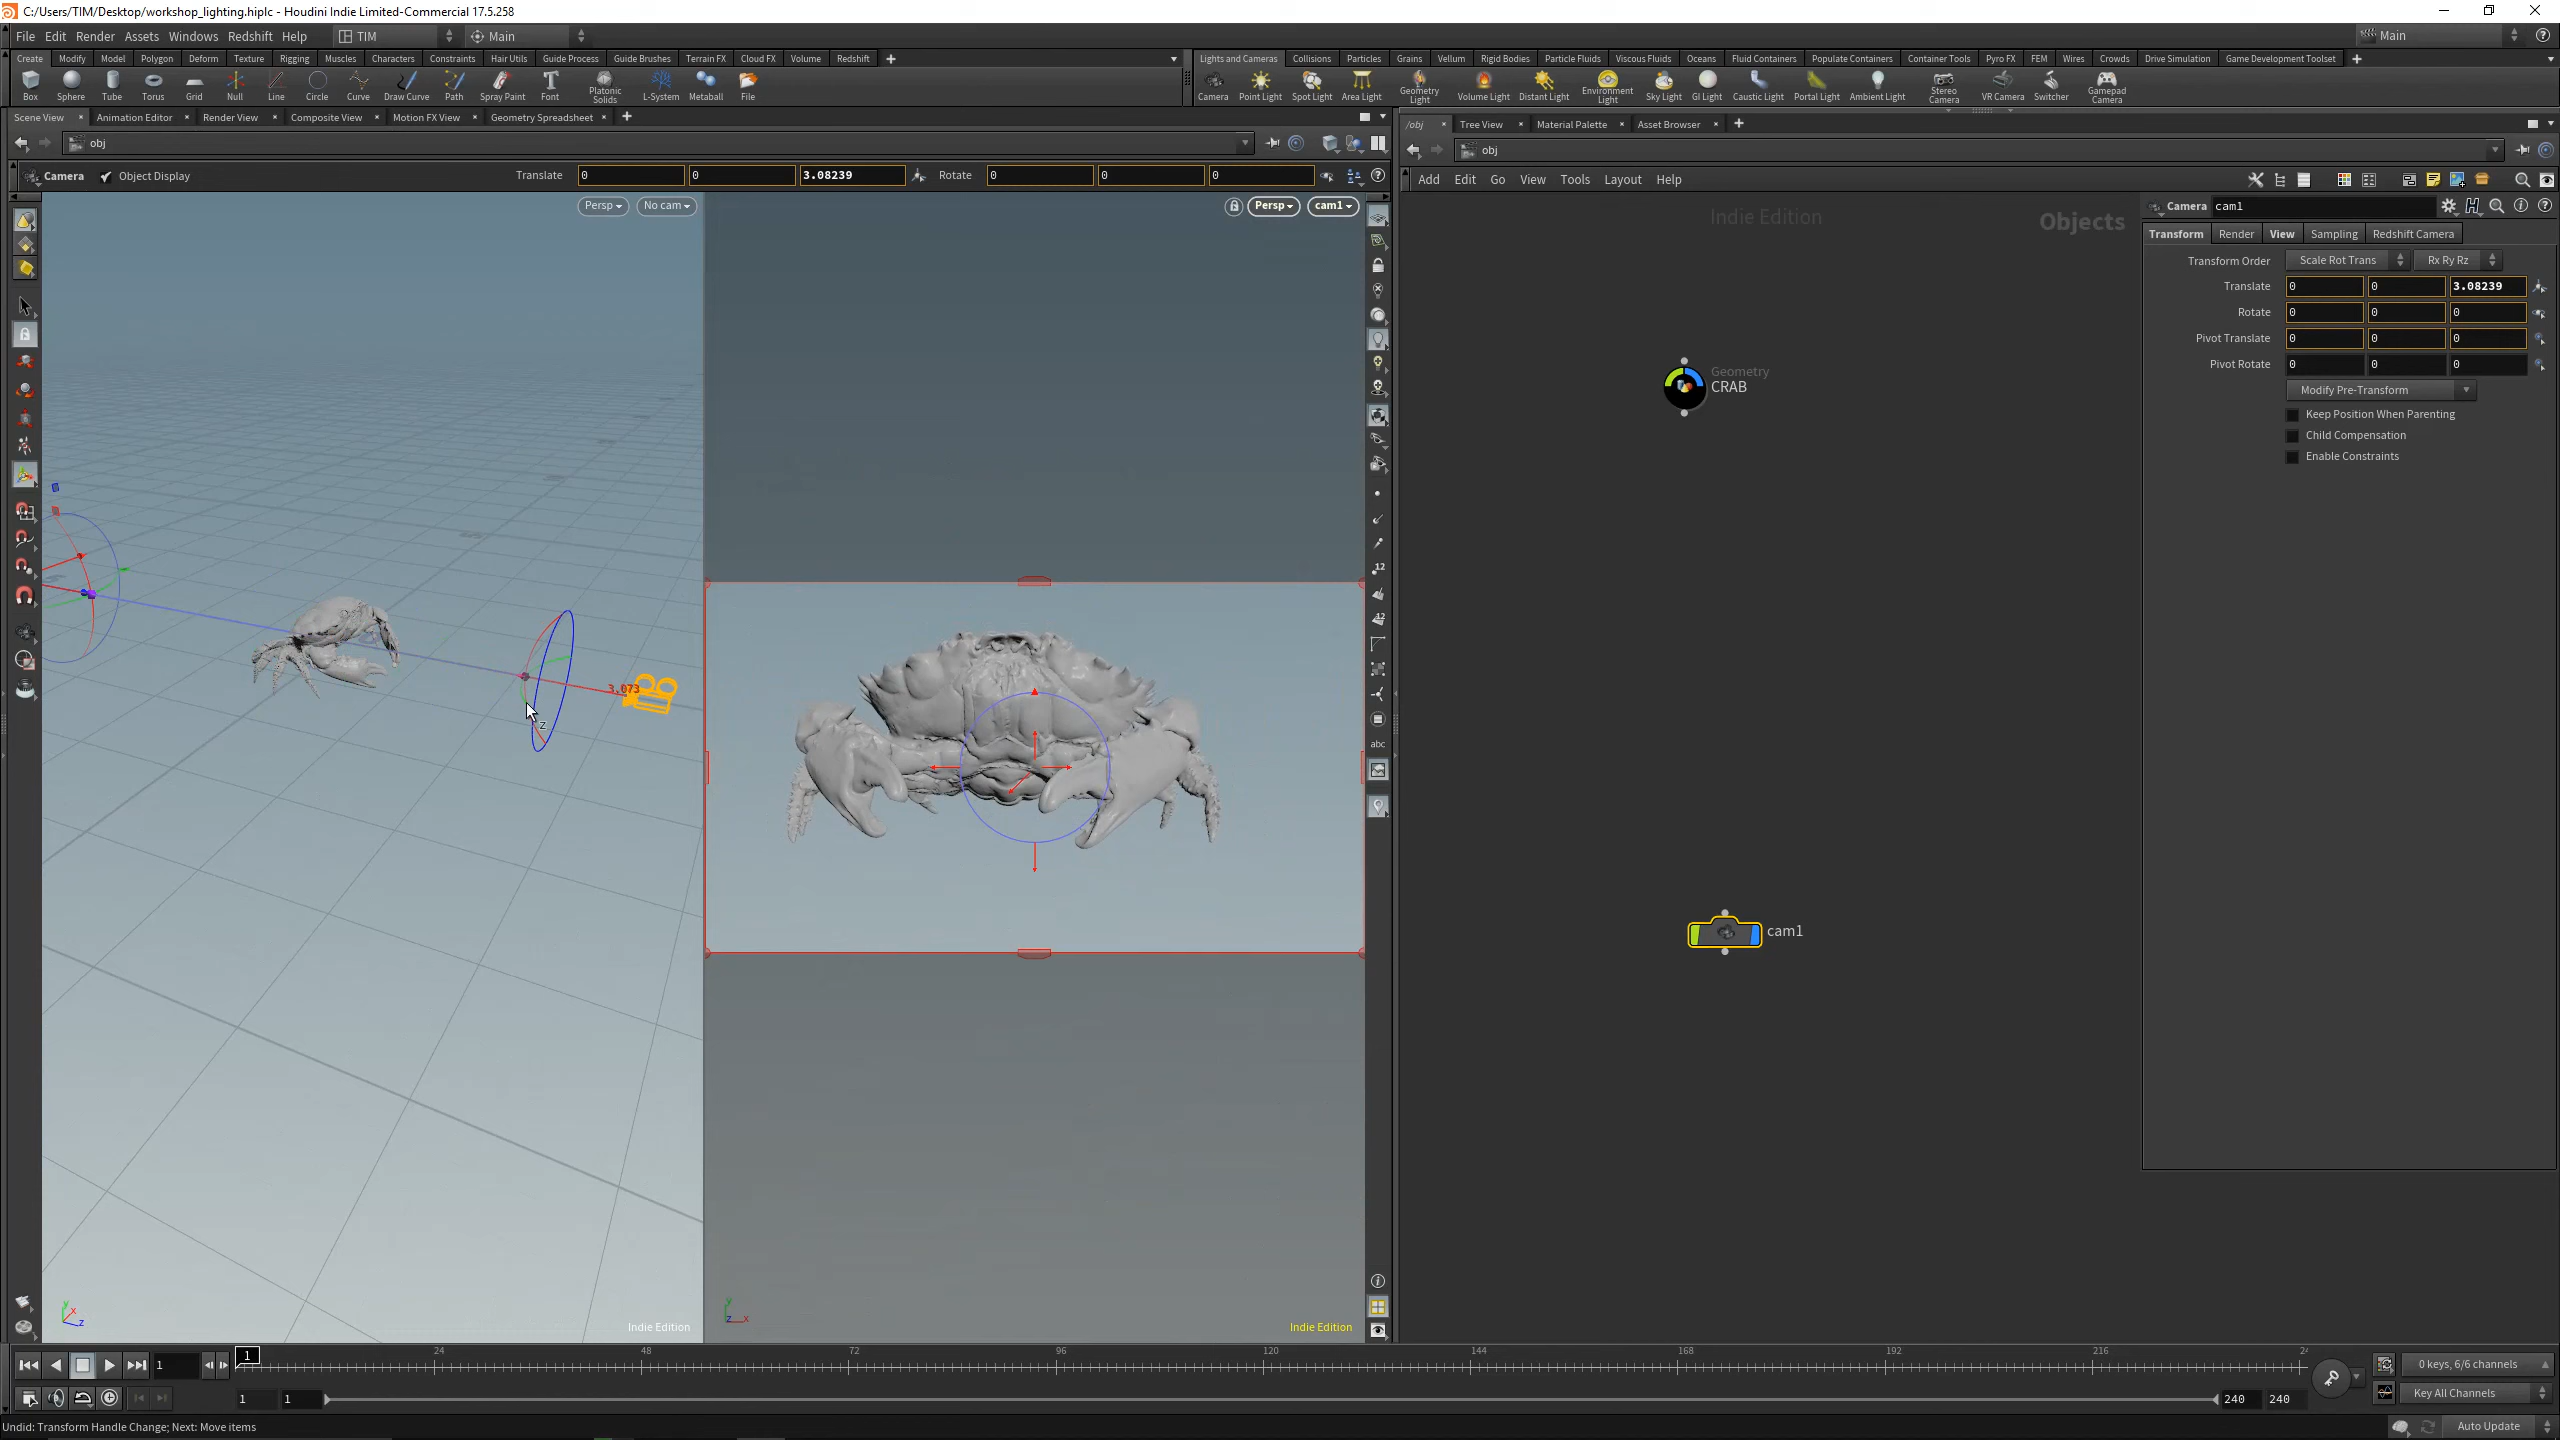 C:/Users/TIM/Desktop/workshop_lighting.hiplc - Houdini Indie Limited-Commercial 17.5.258
File Edit Render Assets Windows Redshift Help TIM Main Main
Create Modify Model Polygon Deform Texture Rigging Muscles Characters Constraints Hair Utils Guide Process Guide Brushes Terrain FX Cloud FX Volume Redshift
Lights and Cameras Collisions Particles Grains Vellum Rigid Bodies Particle Fluids Viscous Fluids Oceans Fluid Containers Populate Containers Container Tools Pyro FX FEM Wires Crowds Drive Simulation Game Development Toolset
Box Sphere Tube Torus Grid Null Line Circle Curve Draw Curve Path Spray Paint Font Platonic Solids L-System Metaball File
Camera Point Light Spot Light Area Light Geometry Light Volume Light Distant Light Environment Light Sky Light GI Light Caustic Light Portal Light Ambient Light Stereo Camera VR Camera Switcher Gamepad Camera
Scene View Animation Editor Render View Composite View Motion FX View Geometry Spreadsheet
/obj Tree View Material Palette Asset Browser
obj
obj
Camera Object Display Translate 0 0 3.08239 Rotate 0 0 0
Add Edit Go View Tools Layout Help
Persp No cam
Persp cam1
Indie Edition
Objects
Camera cam1
Transform Render View Sampling Redshift Camera
Transform Order Scale Rot Trans Rx Ry Rz
Translate 0 0 3.08239
Rotate 0 0 0
Pivot Translate 0 0 0
Pivot Rotate 0 0 0
Modify Pre-Transform
Keep Position When Parenting
Child Compensation
Enable Constraints
Geometry
CRAB
cam1
3.073
z
12
12
abc
y x z
y z x
Indie Edition
Indie Edition
1 1 24 48 72 96 120 144 168 192 216
0 keys, 6/6 channels
1 1 240 240
Key All Channels
Undid: Transform Handle Change; Next: Move items
Auto Update